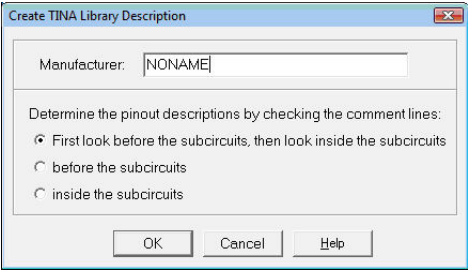 Create TINA Library Description
Manufacturer: NONAME
Determine the pinout descriptions by checking the comment lines:
First look before the subcircuits, then look inside the subcircuits
before the subcircuits
inside the subcircuits
OK Cancel Help